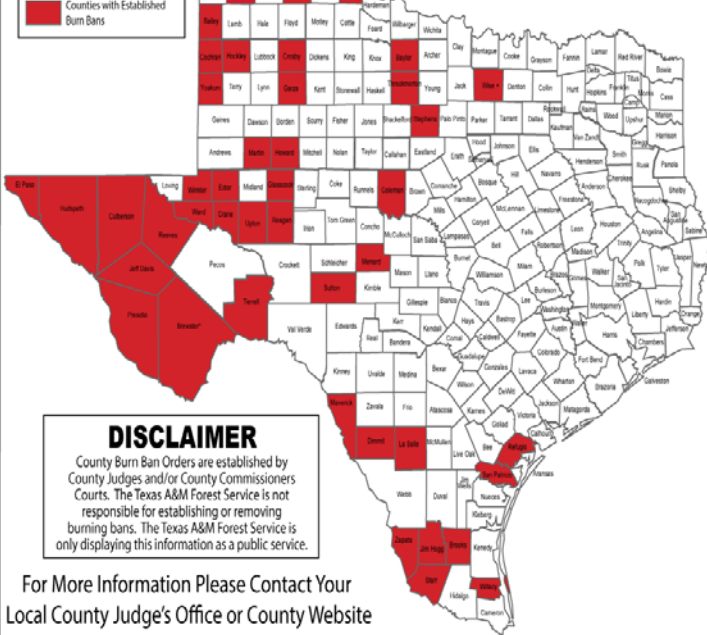 Counties with Established
Burn Bans
Hardeman
Bailey Lamb Hale Floyd Motley Cottle Foard Wilbarger Wichita
Cochran Hockley Lubbock Crosby Dickens King Knox Baylor Archer Clay Montague Cooke Grayson Fannin Lamar Red River Bowie
Delta Titus
Yoakum Terry Lynn Garza Kent Stonewall Haskell Throckmorton Young Jack Wise + Denton Collin Hunt Hopkins Franklin Morris Cass
Camp
Rockwall Rains Wood Upshur Marion
Gaines Dawson Borden Scurry Fisher Jones Shackelford Stephens Palo Pinto Parker Tarrant Dallas Kaufman Van Zandt Gregg Harrison
Andrews Martin Howard Mitchell Nolan Taylor Callahan Eastland Erath Hood Somervell Johnson Ellis Henderson Smith Rusk Panola
El Paso Hudspeth Culberson Loving Winkler Ector Midland Glasscock Sterling Coke Runnels Coleman Brown Comanche Bosque Hill Navarro Anderson Cherokee Shelby
Hamilton McLennan Limestone Freestone Nacogdoches San Augustine
Reeves Ward Crane Upton Reagan Irion Tom Green Concho McCulloch San Saba Mills Lampasas Coryell Falls Leon Houston Angelina Sabine
Bell Robertson Madison Trinity
Jeff Davis Pecos Crockett Schleicher Menard Mason Llano Burnet Williamson Milam Brazos Grimes Walker San Jacinto Polk Tyler Jasper Newton
Presidio Brewster* Terrell Sutton Kimble Gillespie Blanco Travis Lee Burleson Washington Montgomery Liberty Hardin Orange
Val Verde Edwards Kerr Kendall Hays Bastrop Austin Waller Harris Jefferson
Real Bandera Comal Caldwell Fayette Chambers
Kinney Uvalde Medina Bexar Guadalupe Gonzales Colorado Fort Bend Galveston
Wilson Lavaca Wharton Brazoria
Maverick Zavala Frio Atascosa Karnes DeWitt Jackson Matagorda
Victoria
Goliad Calhoun
Dimmit La Salle McMullen Live Oak Bee Refugio
San Patricio Aransas
Webb Duval Jim Wells Nueces
Kleberg
Zapata Jim Hogg Brooks Kenedy
Starr Hidalgo Willacy
Cameron
DISCLAIMER
County Burn Ban Orders are established by
County Judges and/or County Commissioners
Courts. The Texas A&M Forest Service is not
responsible for establishing or removing
burning bans. The Texas A&M Forest Service is
only displaying this information as a public service.
For More Information Please Contact Your
Local County Judge's Office or County Website